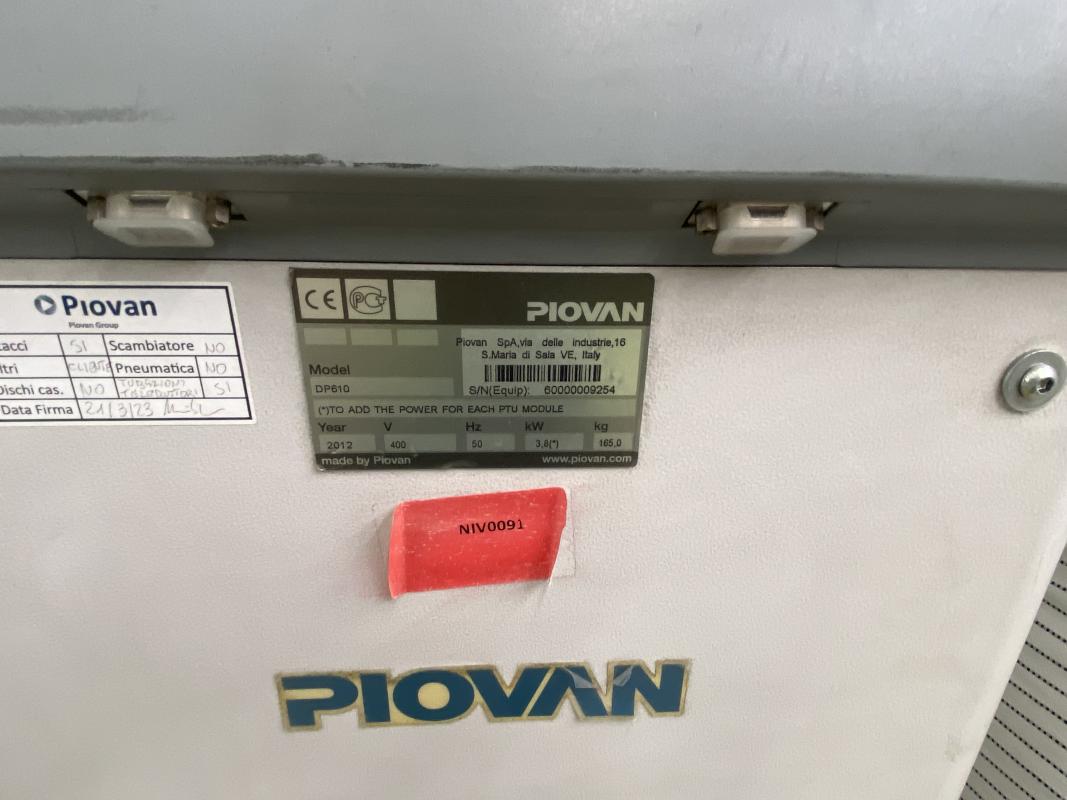 Piovan
Piovan Group
tacci SI Scambiatore NO
ltri Pneumatica NO
Dischi cas. NO SI
Data Firma 21/3/23
CE
PIOVAN
Piovan SpA,via delle industrie,16
S.Maria di Sala VE, Italy
Model
DP610
S/N(Equip): 60000009254
(*)TO ADD THE POWER FOR EACH PTU MODULE
Year V Hz kW kg
2012 400 50 3,8(*) 165,0
made by Piovan www.piovan.com
NIV0091
PIOVAN